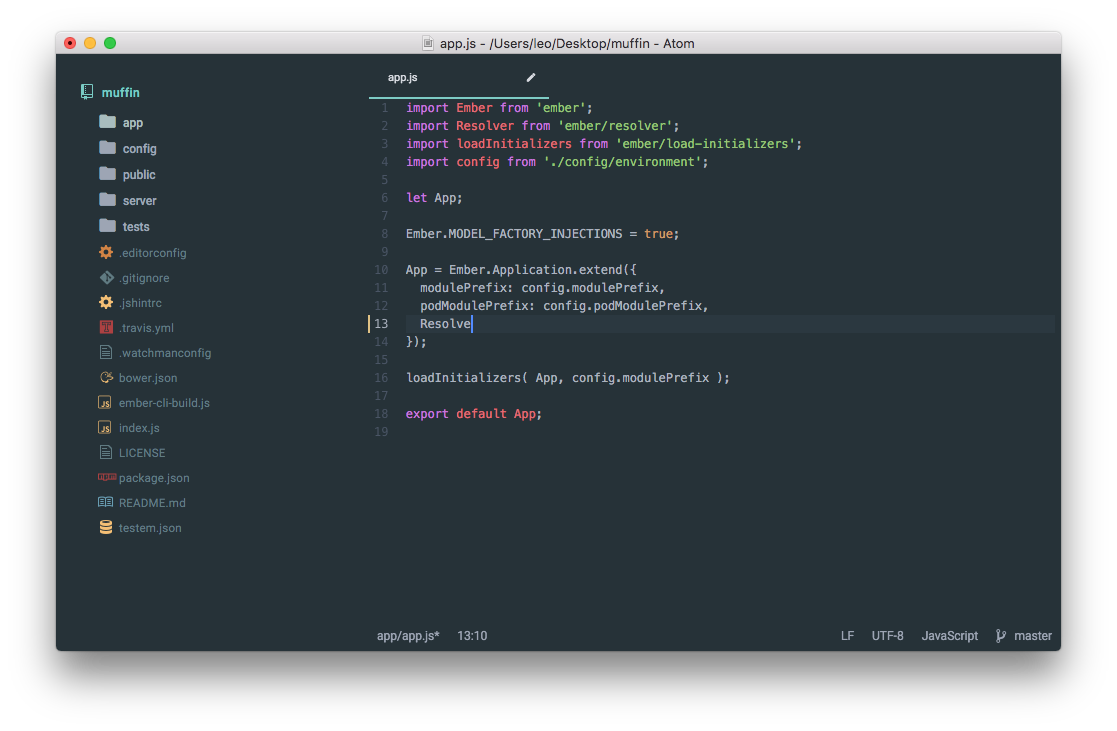 app.js - /Users/leo/Desktop/muffin - Atom
muffin
app
config
public
server
tests
.editorconfig
.gitignore
.jshintrc
.travis.yml
.watchmanconfig
bower.json
ember-cli-build.js
index.js
LICENSE
package.json
README.md
testem.json
app.js
1 import Ember from 'ember';
2 import Resolver from 'ember/resolver';
3 import loadInitializers from 'ember/load-initializers';
4 import config from './config/environment';
5
6 let App;
7
8 Ember.MODEL_FACTORY_INJECTIONS = true;
9
10 App = Ember.Application.extend({
11   modulePrefix: config.modulePrefix,
12   podModulePrefix: config.podModulePrefix,
13   Resolve
14 });
15
16 loadInitializers( App, config.modulePrefix );
17
18 export default App;
19
app/app.js* 13:10 LF UTF-8 JavaScript master